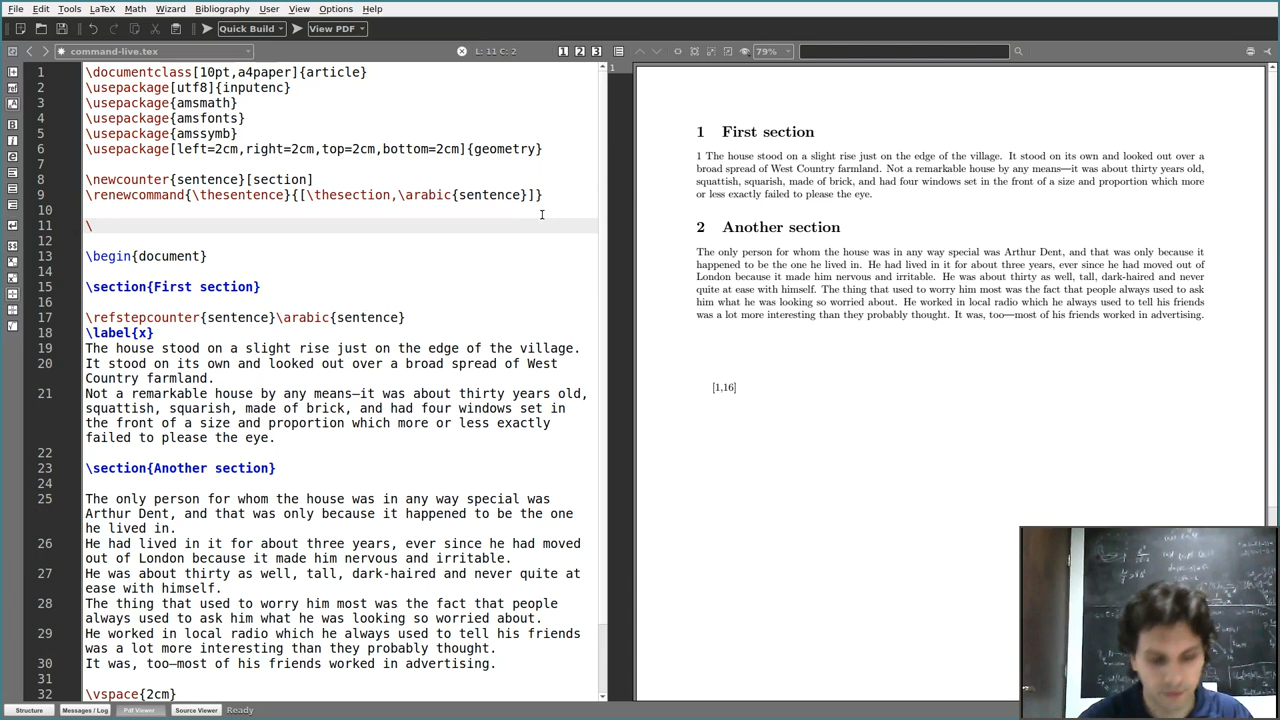 File Edit Tools LaTeX Math Wizard Bibliography User View Options Help
Quick Build View PDF
command-live.tex L: 11 C: 2 1 2 3 79%
1 \documentclass[10pt,a4paper]{article}
2 \usepackage[utf8]{inputenc}
3 \usepackage{amsmath}
4 \usepackage{amsfonts}
5 \usepackage{amssymb}
6 \usepackage[left=2cm,right=2cm,top=2cm,bottom=2cm]{geometry}
7
8 \newcounter{sentence}[section]
9 \renewcommand{\thesentence}{[\thesection,\arabic{sentence}]}
10
11 \
12
13 \begin{document}
14
15 \section{First section}
16
17 \refstepcounter{sentence}\arabic{sentence}
18 \label{x}
19 The house stood on a slight rise just on the edge of the village.
20 It stood on its own and looked out over a broad spread of West
Country farmland.
21 Not a remarkable house by any means—it was about thirty years old,
squattish, squarish, made of brick, and had four windows set in
the front of a size and proportion which more or less exactly
failed to please the eye.
22
23 \section{Another section}
24
25 The only person for whom the house was in any way special was
Arthur Dent, and that was only because it happened to be the one
he lived in.
26 He had lived in it for about three years, ever since he had moved
out of London because it made him nervous and irritable.
27 He was about thirty as well, tall, dark-haired and never quite at
ease with himself.
28 The thing that used to worry him most was the fact that people
always used to ask him what he was looking so worried about.
29 He worked in local radio which he always used to tell his friends
was a lot more interesting than they probably thought.
30 It was, too—most of his friends worked in advertising.
31
32 \vspace{2cm}
1
1 First section
1 The house stood on a slight rise just on the edge of the village. It stood on its own and looked out over a
broad spread of West Country farmland. Not a remarkable house by any means—it was about thirty years old,
squattish, squarish, made of brick, and had four windows set in the front of a size and proportion which more
or less exactly failed to please the eye.
2 Another section
The only person for whom the house was in any way special was Arthur Dent, and that was only because it
happened to be the one he lived in. He had lived in it for about three years, ever since he had moved out of
London because it made him nervous and irritable. He was about thirty as well, tall, dark-haired and never
quite at ease with himself. The thing that used to worry him most was the fact that people always used to ask
him what he was looking so worried about. He worked in local radio which he always used to tell his friends
was a lot more interesting than they probably thought. It was, too—most of his friends worked in advertising.
[1,16]
Structure Messages / Log Pdf Viewer Source Viewer Ready